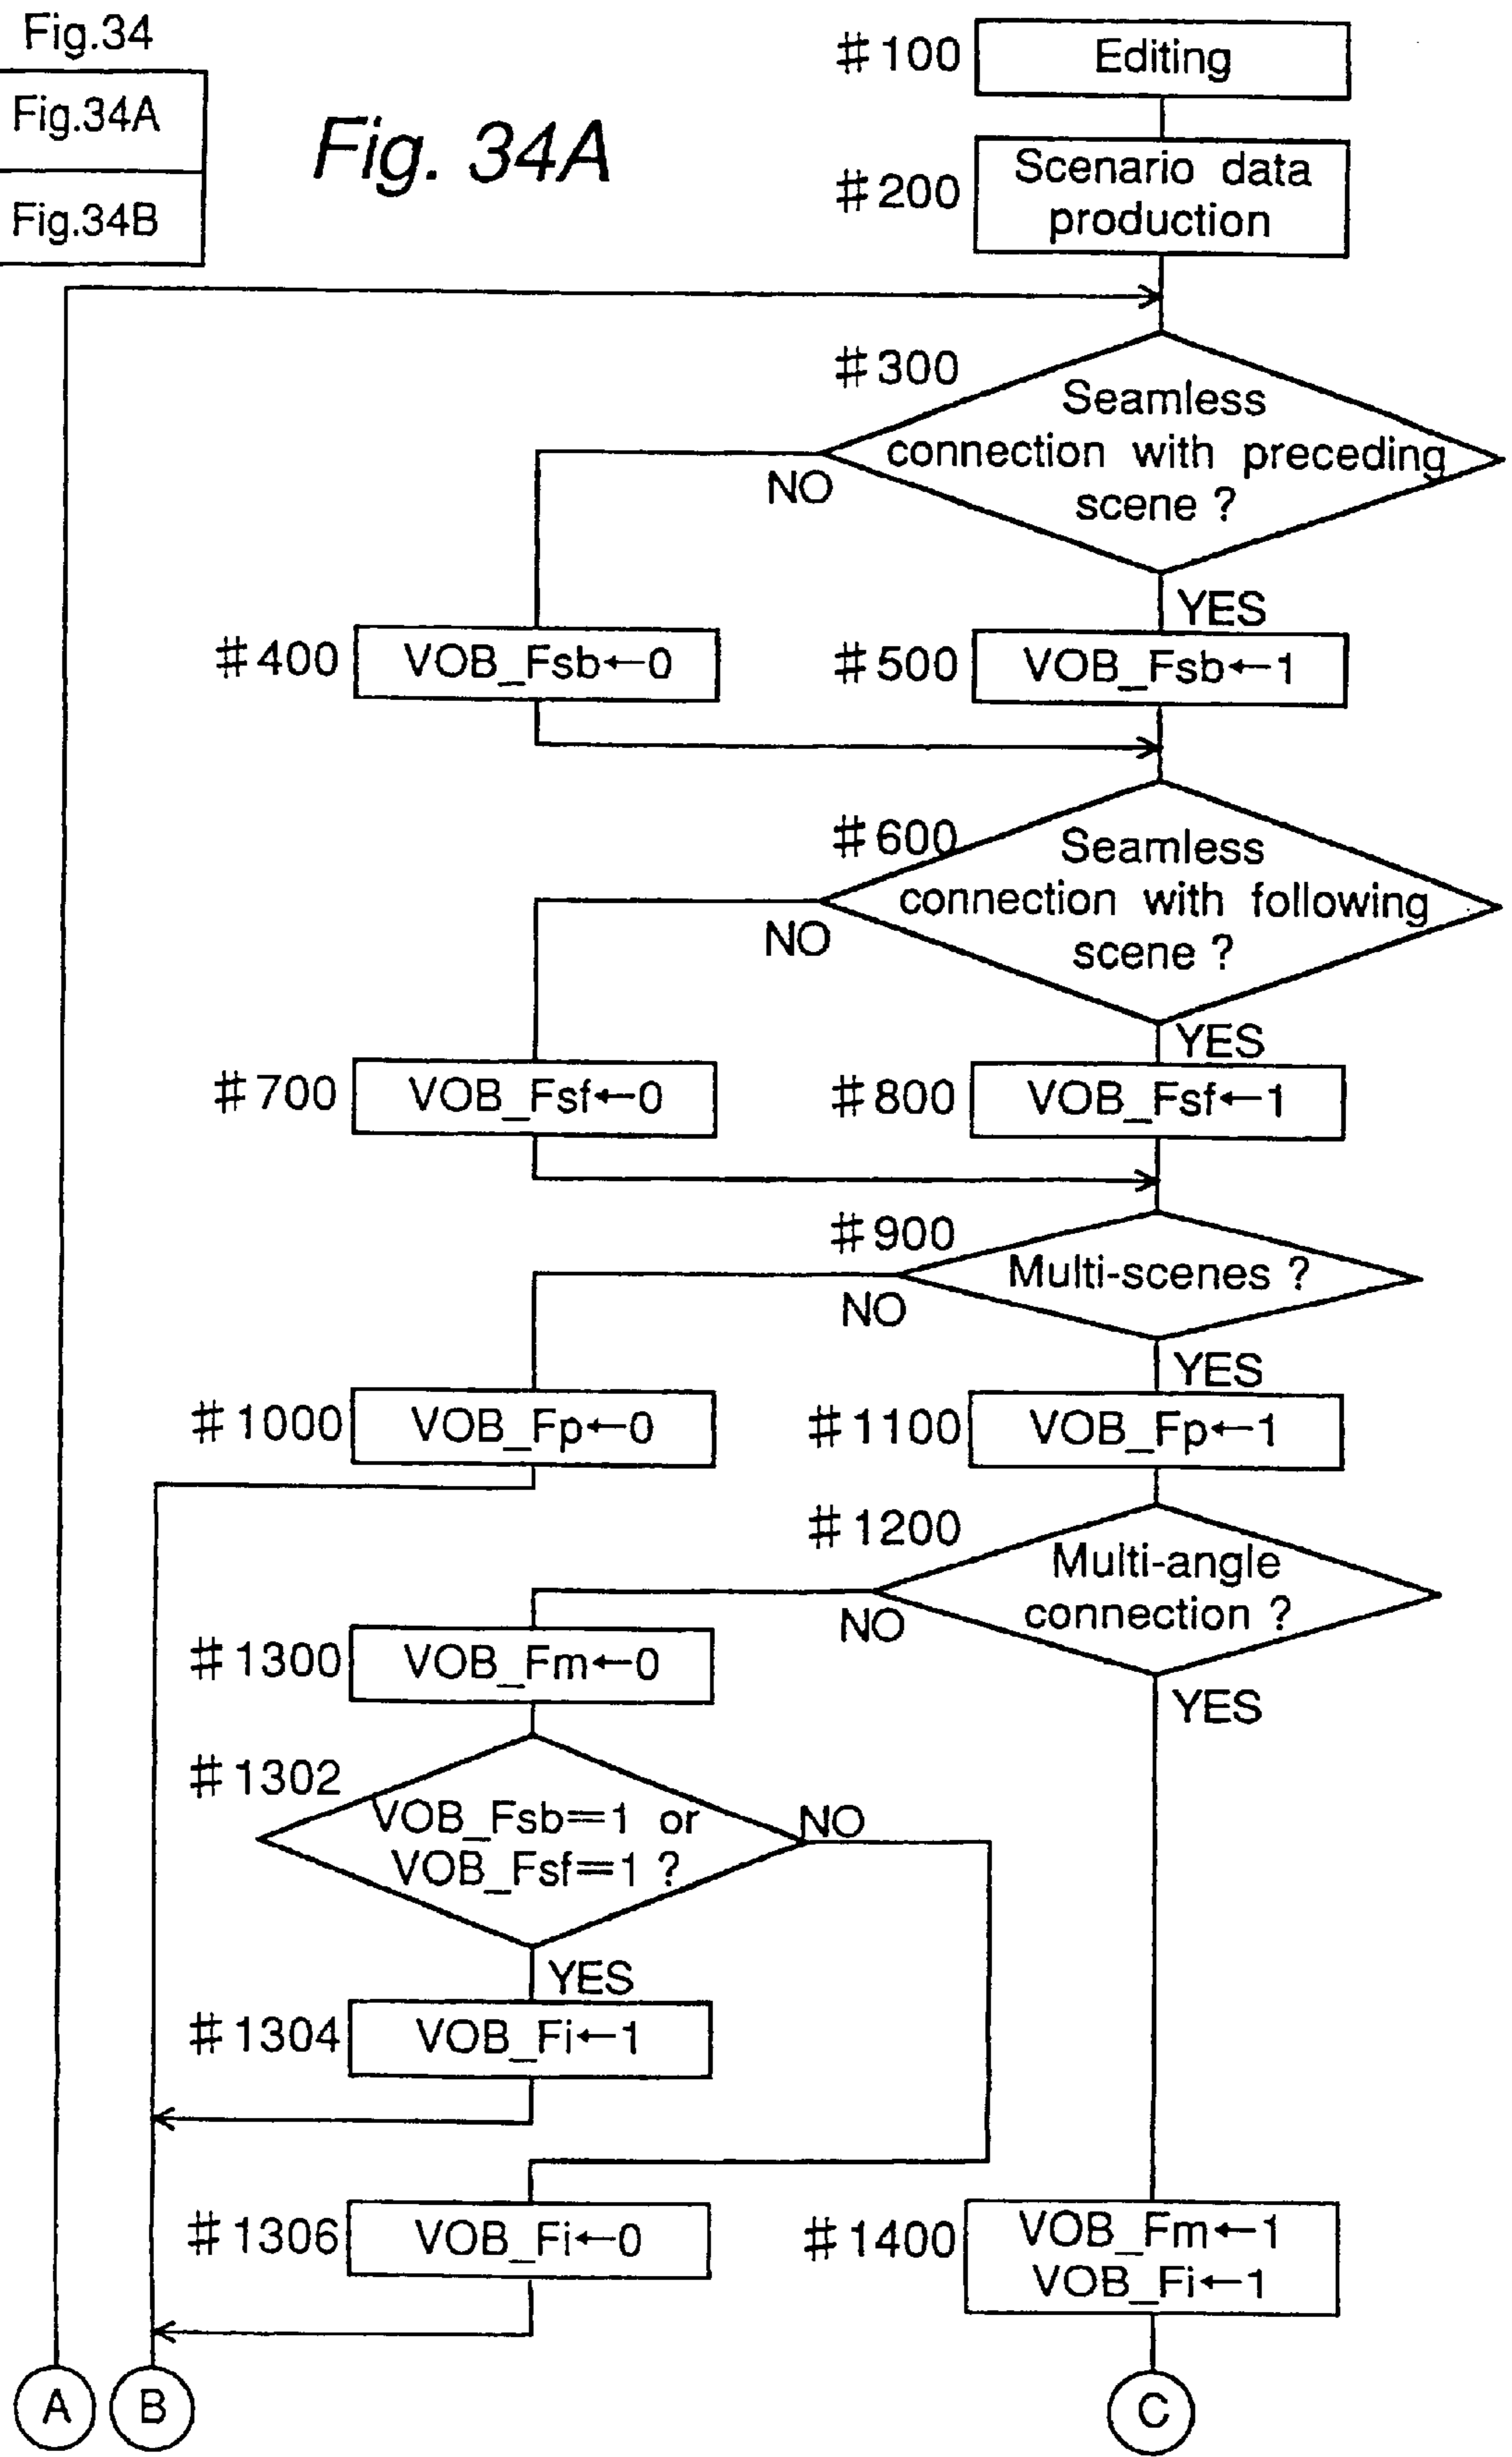 Fig.34
Fig.34A
Fig.34B
Fig. 34A
#100
Editing
#200
Scenario data
production
#300
Seamless
connection with preceding
scene ?
NO
YES
#400
VOB_Fsb←0
#500
VOB_Fsb←1
#600
Seamless
connection with following
scene ?
NO
YES
#700
VOB_Fsf←0
#800
VOB_Fsf←1
#900
Multi-scenes ?
NO
YES
#1000
VOB_Fp←0
#1100
VOB_Fp←1
#1200
Multi-angle
connection ?
NO
YES
#1300
VOB_Fm←0
#1302
VOB_Fsb=1 or
VOB_Fsf=1 ?
NO
YES
#1304
VOB_Fi←1
#1306
VOB_Fi←0
#1400
VOB_Fm←1
VOB_Fi←1
A
B
C